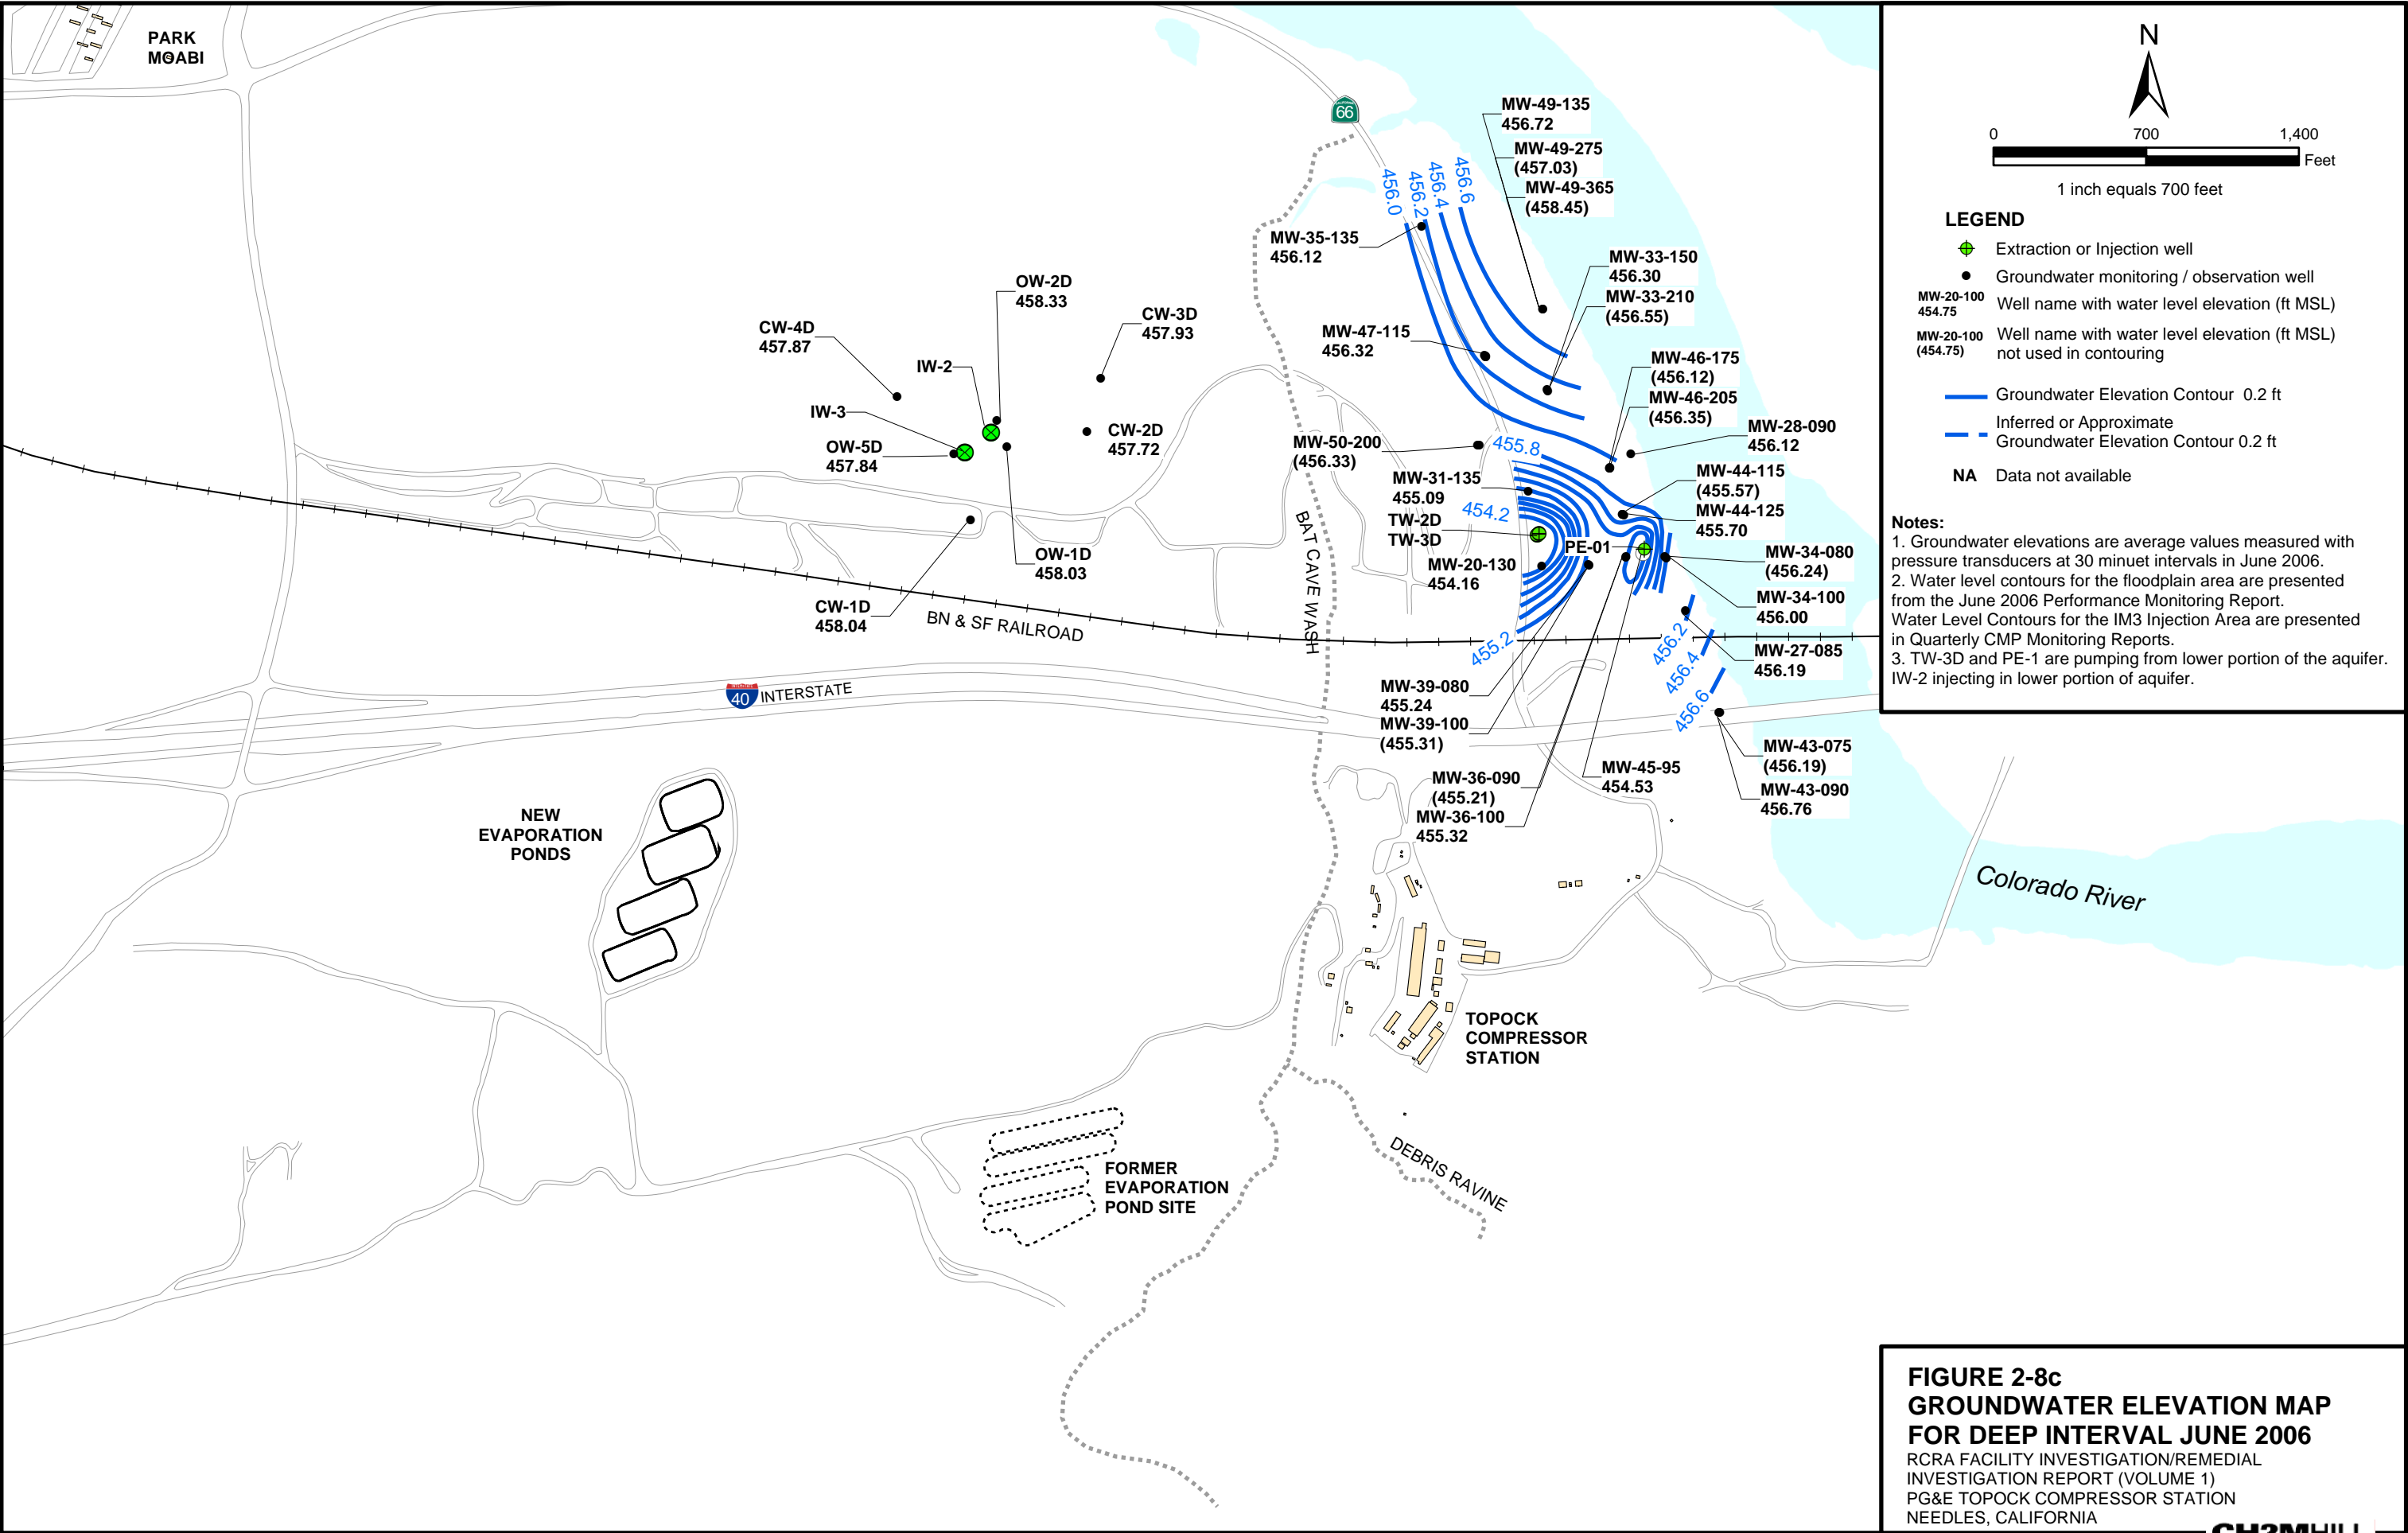 PARK
MOABI
CALIFORNIA
66
MW-49-135
456.72
MW-49-275
(457.03)
MW-49-365
(458.45)
456.0
456.2
456.4
456.6
MW-35-135
456.12
MW-33-150
456.30
MW-33-210
(456.55)
OW-2D
458.33
CW-3D
457.93
CW-4D
457.87
IW-2
IW-3
OW-5D
457.84
CW-2D
457.72
MW-47-115
456.32
MW-46-175
(456.12)
MW-46-205
(456.35)
MW-28-090
456.12
MW-50-200
(456.33)
455.8
MW-31-135
455.09
454.2
MW-44-115
(455.57)
MW-44-125
455.70
TW-2D
TW-3D
PE-01
MW-20-130
454.16
MW-34-080
(456.24)
MW-34-100
456.00
OW-1D
458.03
CW-1D
458.04
BN & SF RAILROAD
BAT CAVE WASH
455.2
456.2
456.4
456.6
MW-27-085
456.19
40
INTERSTATE
MW-39-080
455.24
MW-39-100
(455.31)
MW-36-090
(455.21)
MW-36-100
455.32
MW-45-95
454.53
MW-43-075
(456.19)
MW-43-090
456.76
NEW
EVAPORATION
PONDS
Colorado River
TOPOCK
COMPRESSOR
STATION
FORMER
EVAPORATION
POND SITE
DEBRIS RAVINE
N
0 700 1,400
Feet
1 inch equals 700 feet
LEGEND
Extraction or Injection well
Groundwater monitoring / observation well
MW-20-100
454.75
Well name with water level elevation (ft MSL)
MW-20-100
(454.75)
Well name with water level elevation (ft MSL)
not used in contouring
Groundwater Elevation Contour 0.2 ft
Inferred or Approximate
Groundwater Elevation Contour 0.2 ft
NA Data not available
Notes:
1. Groundwater elevations are average values measured with
pressure transducers at 30 minuet intervals in June 2006.
2. Water level contours for the floodplain area are presented
from the June 2006 Performance Monitoring Report.
Water Level Contours for the IM3 Injection Area are presented
in Quarterly CMP Monitoring Reports.
3. TW-3D and PE-1 are pumping from lower portion of the aquifer.
IW-2 injecting in lower portion of aquifer.
FIGURE 2-8c
GROUNDWATER ELEVATION MAP
FOR DEEP INTERVAL JUNE 2006
RCRA FACILITY INVESTIGATION/REMEDIAL
INVESTIGATION REPORT (VOLUME 1)
PG&E TOPOCK COMPRESSOR STATION
NEEDLES, CALIFORNIA
CH2MHILL